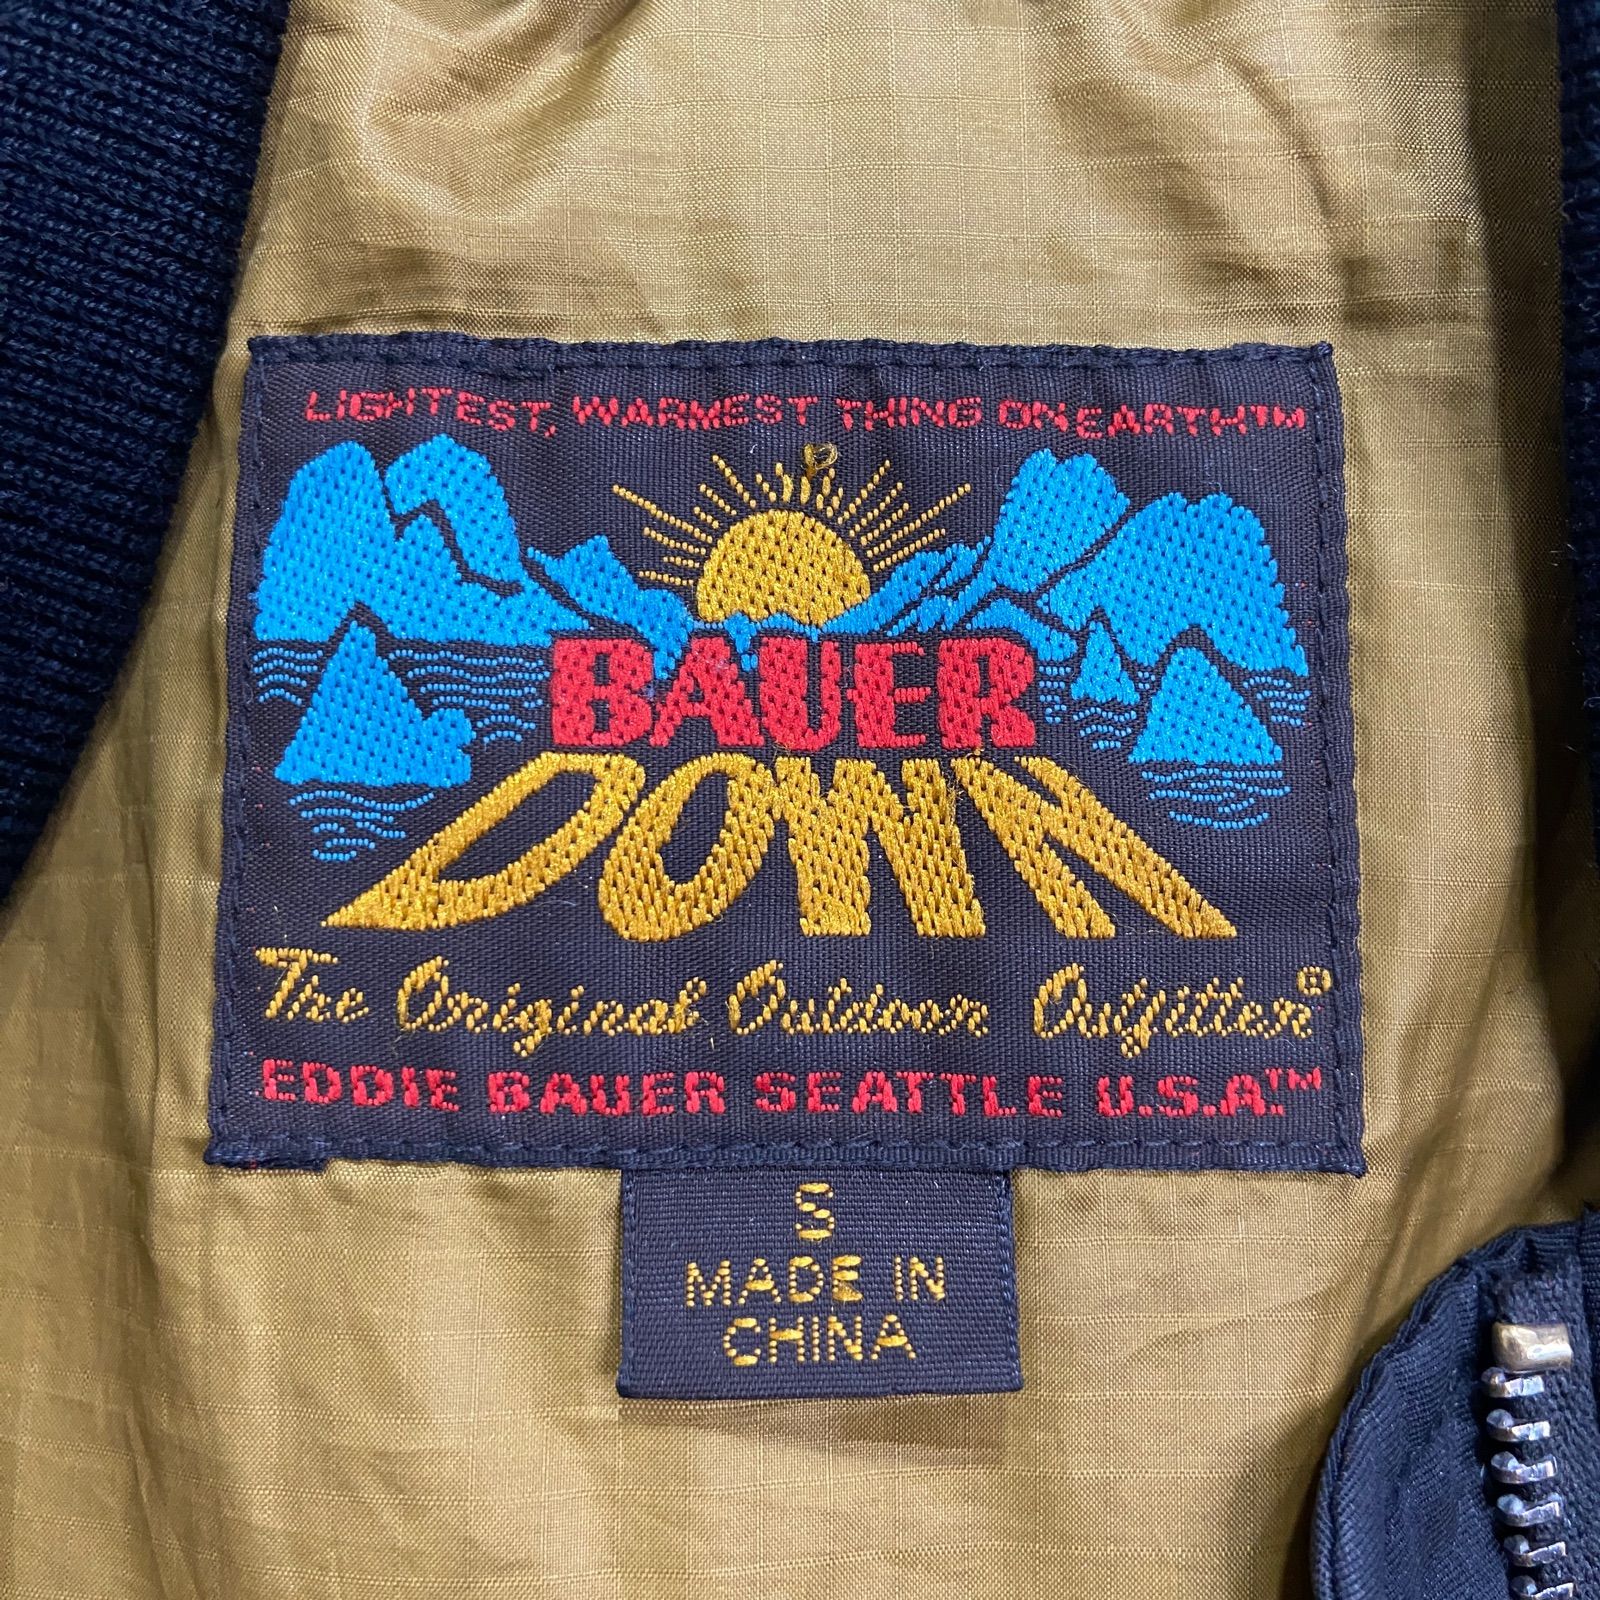 LIGHTEST, WARMEST THING ON EARTH™
BAUER
DOWN
The Original Outdoor Outfitter®
EDDIE BAUER SEATTLE U.S.A.™
S
MADE IN
CHINA